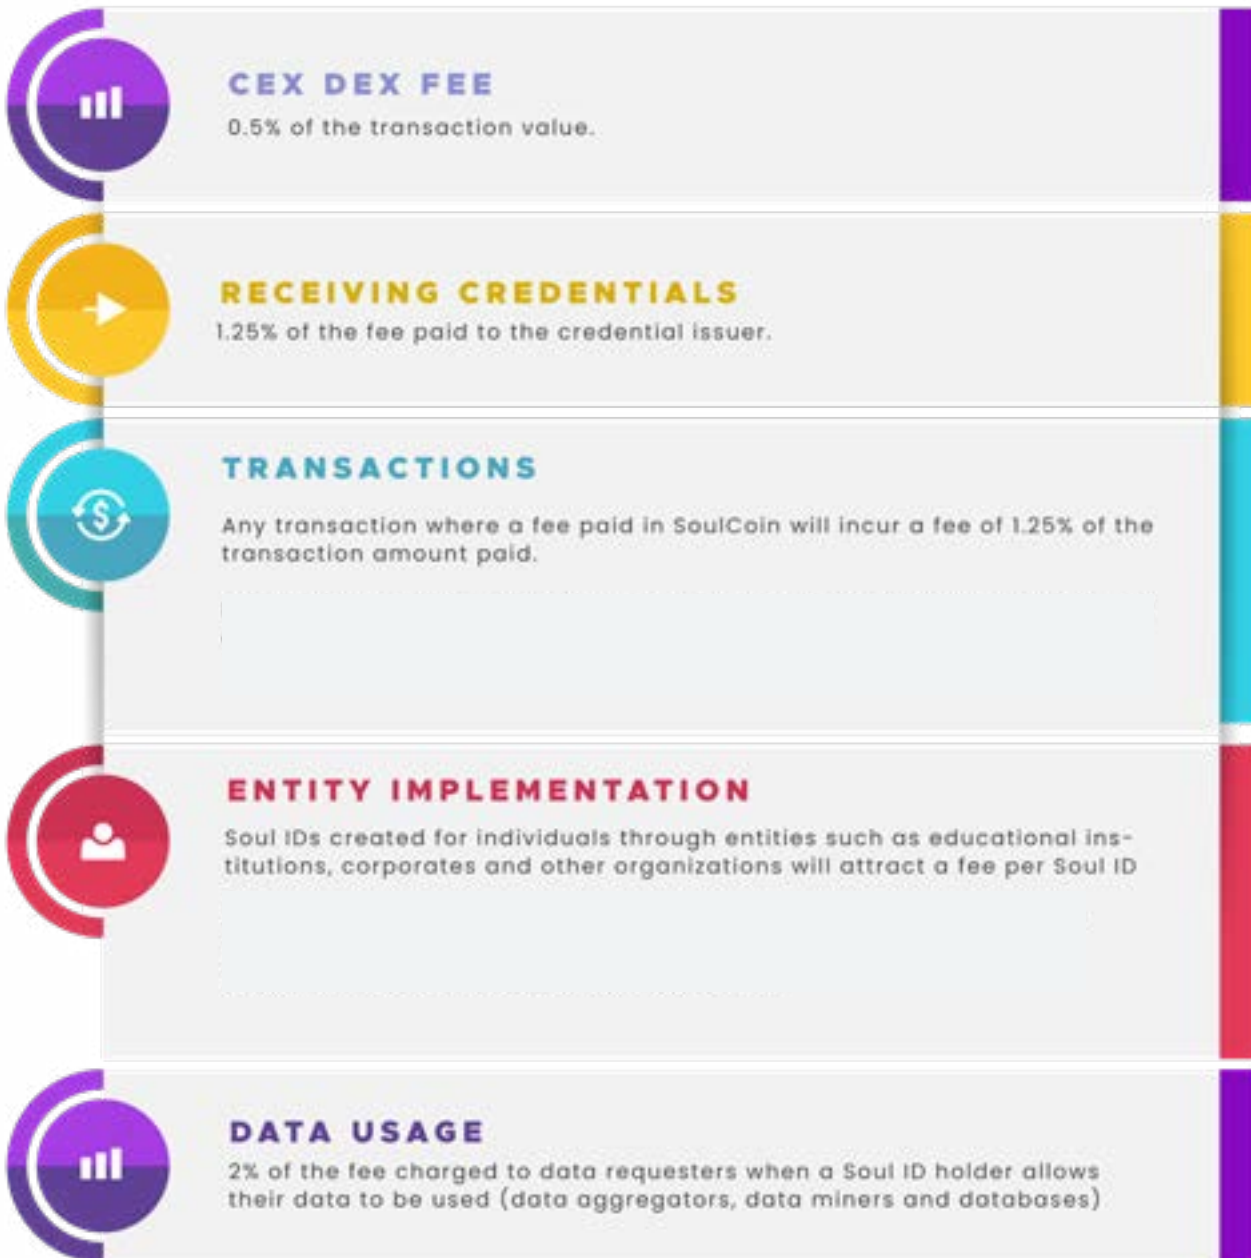 CEX DEX FEE
0.5% of the transaction value.
RECEIVING CREDENTIALS
1.25% of the fee paid to the credential issuer.
TRANSACTIONS
Any transaction where a fee paid in SoulCoin will incur a fee of 1.25% of the
transaction amount paid.
ENTITY IMPLEMENTATION
Soul IDs created for individuals through entities such as educational ins-
titutions, corporates and other organizations will attract a fee per Soul ID
DATA USAGE
2% of the fee charged to data requesters when a Soul ID holder allows
their data to be used (data aggregators, data miners and databases)